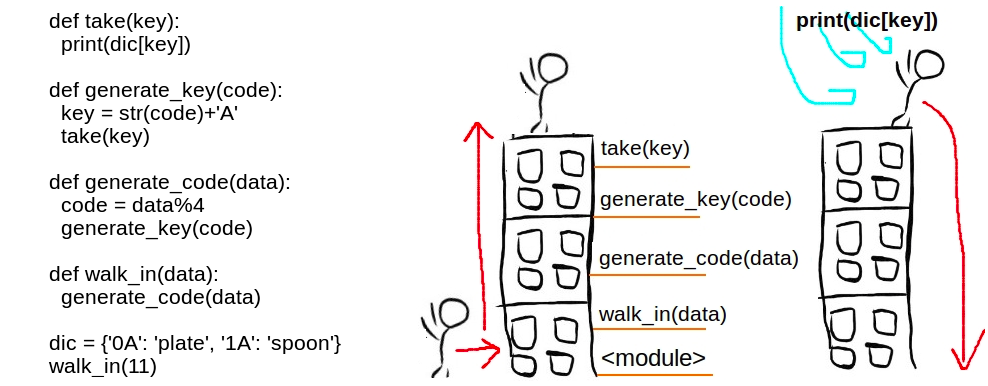 def take(key):
  print(dic[key])
def generate_key(code):
  key = str(code)+'A'
  take(key)
def generate_code(data):
  code = data%4
  generate_key(code)
def walk_in(data):
  generate_code(data)
dic = {'0A': 'plate', '1A': 'spoon'}
walk_in(11)
take(key)
generate_key(code)
generate_code(data)
walk_in(data)
<module>
print(dic[key])